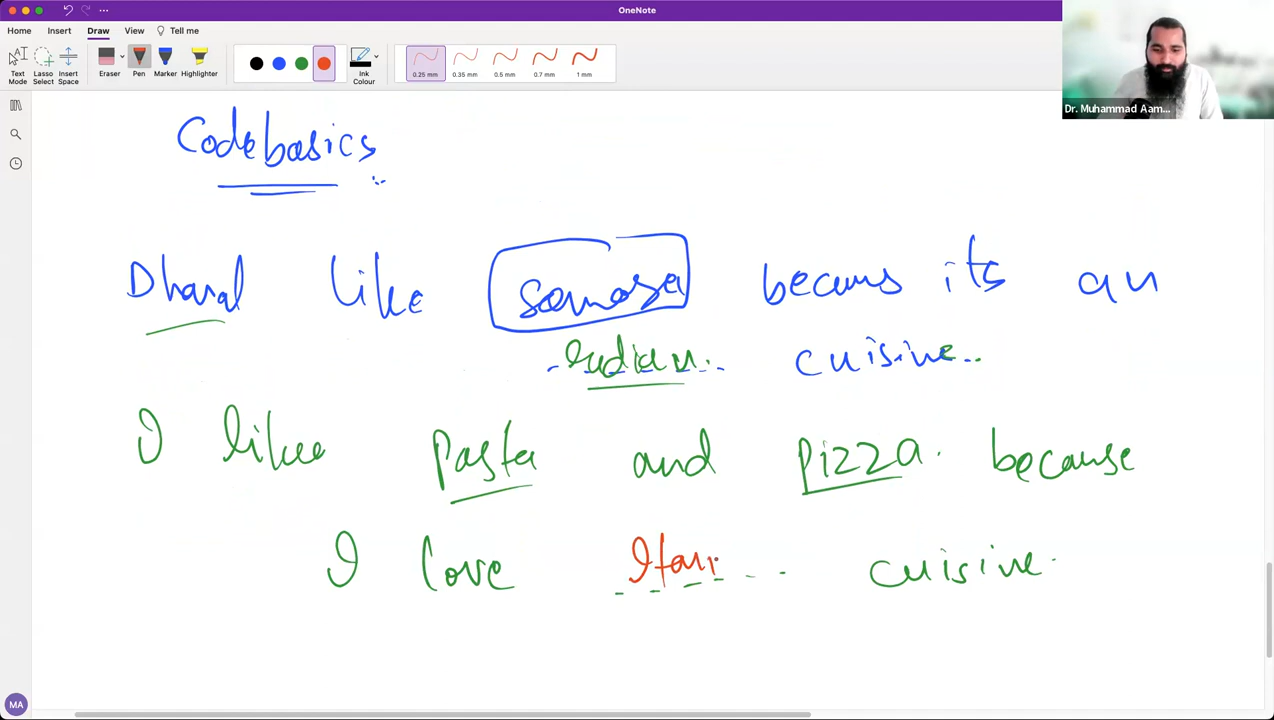 OneNote
Home Insert Draw View Tell me
Text Mode Lasso Select Insert Space Eraser Pen Marker Highlighter Ink Colour 0.25 mm 0.35 mm 0.5 mm 0.7 mm 1 mm
Dr. Muhammad Aam...
Codebasics
Dhaval like samosa becaus its an
indian cuisine..
I like Pasta and Pizza. because
I love Itari cuisine.
MA